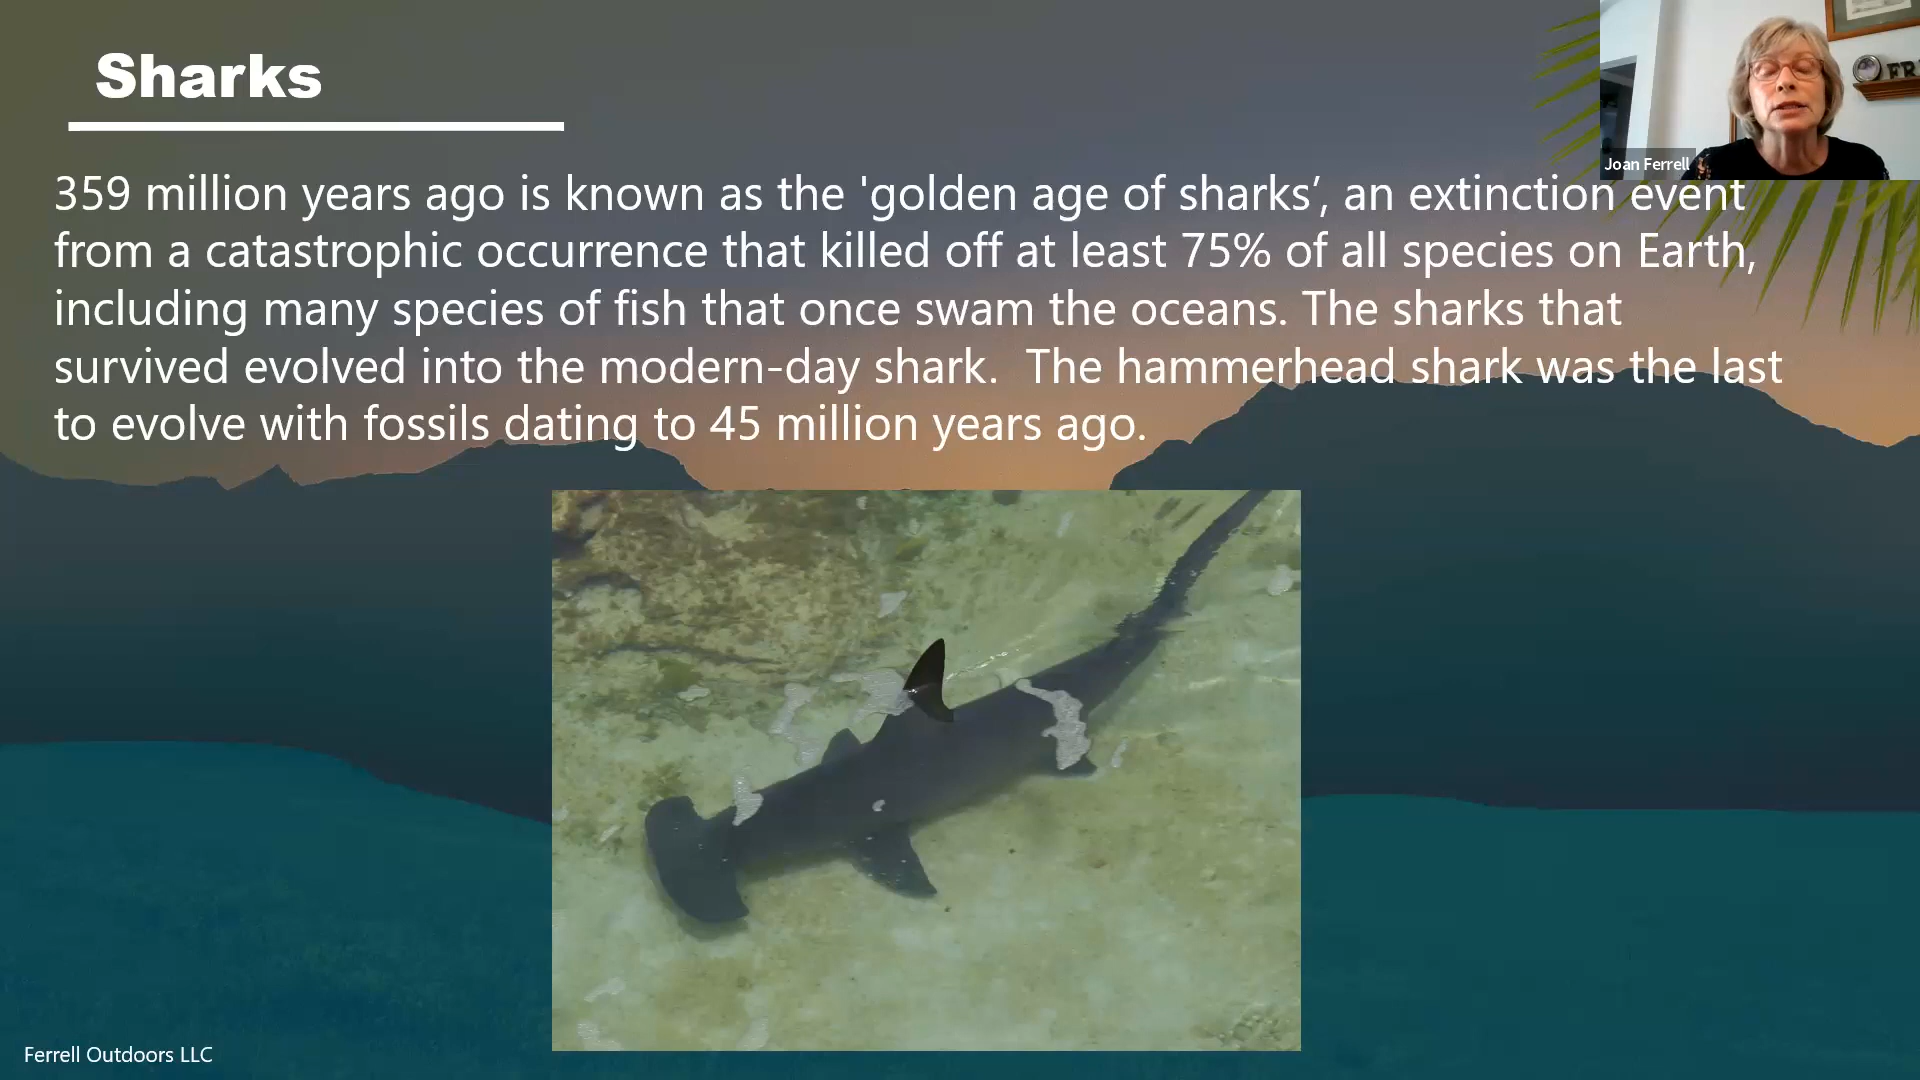 Sharks
Joan Ferrell
359 million years ago is known as the 'golden age of sharks’, an extinction event
from a catastrophic occurrence that killed off at least 75% of all species on Earth,
including many species of fish that once swam the oceans. The sharks that
survived evolved into the modern-day shark.  The hammerhead shark was the last
to evolve with fossils dating to 45 million years ago.
Ferrell Outdoors LLC